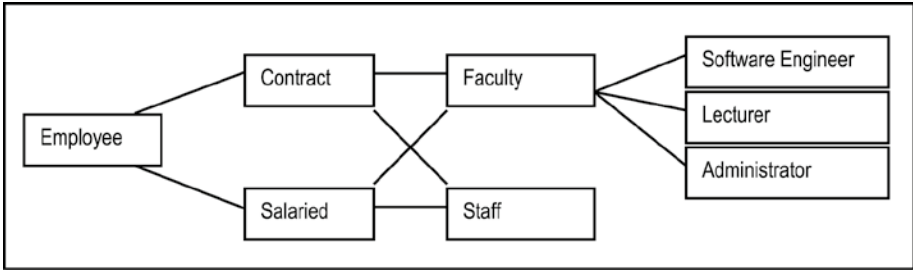 Employee
Contract
Salaried
Faculty
Staff
Software Engineer
Lecturer
Administrator